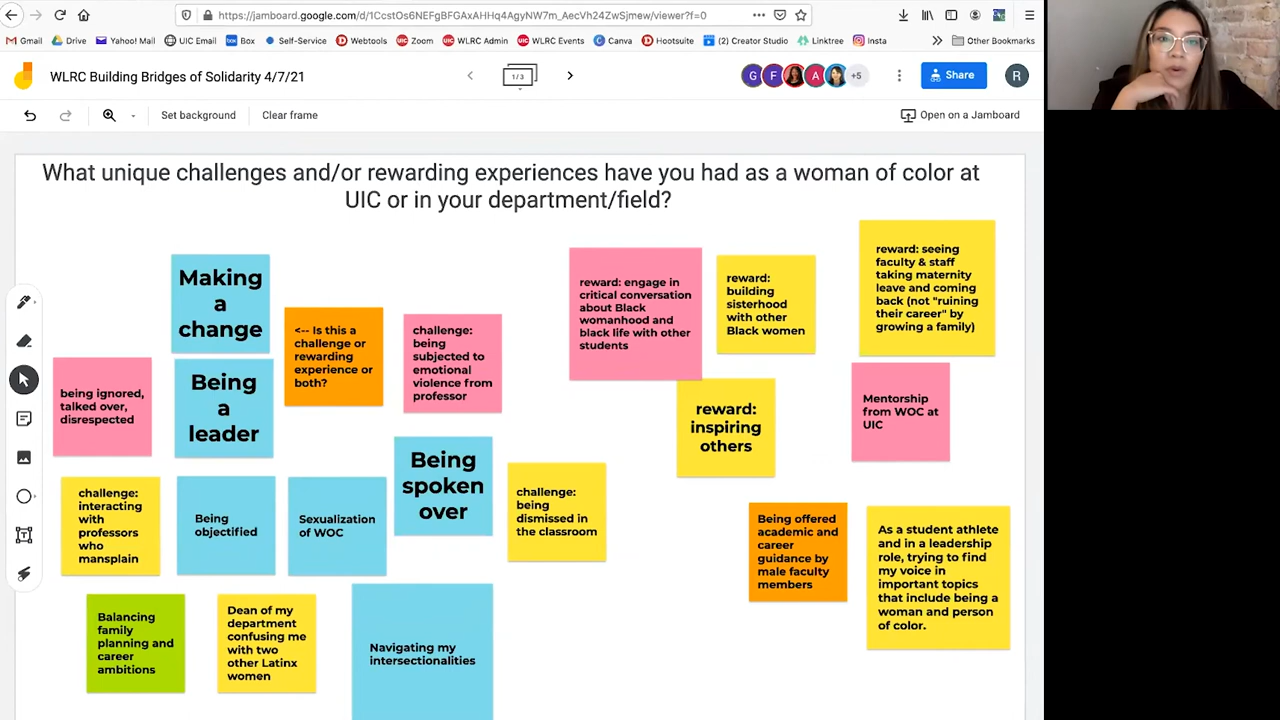 https://jamboard.google.com/d/1CcstOs6NEFgBFGAxAHHq4AgyNW7m_AecVh24ZwSjmew/viewer?f=0
Gmail Drive Yahoo! Mail UIC Email Box Self-Service Webtools Zoom WLRC Admin WLRC Events Canva Hootsuite (2) Creator Studio Linktree Insta Other Bookmarks
WLRC Building Bridges of Solidarity 4/7/21
1/3
G F A +5
Share
R
Set background
Clear frame
Open on a Jamboard
What unique challenges and/or rewarding experiences have you had as a woman of color at
UIC or in your department/field?
Making
a
change
<-- Is this a
challenge or
rewarding
experience or
both?
challenge:
being
subjected to
emotional
violence from
professor
reward: engage in
critical conversation
about Black
womanhood and
black life with other
students
reward:
building
sisterhood
with other
Black women
reward: seeing
faculty & staff
taking maternity
leave and coming
back (not "ruining
their career" by
growing a family)
being ignored,
talked over,
disrespected
Being
a
leader
reward:
inspiring
others
Mentorship
from WOC at
UIC
challenge:
interacting
with
professors
who
mansplain
Being
objectified
Sexualization
of WOC
Being
spoken
over
challenge:
being
dismissed in
the classroom
Being offered
academic and
career
guidance by
male faculty
members
As a student athlete
and in a leadership
role, trying to find
my voice in
important topics
that include being a
woman and person
of color.
Balancing
family
planning and
career
ambitions
Dean of my
department
confusing me
with two
other Latinx
women
Navigating my
intersectionalities